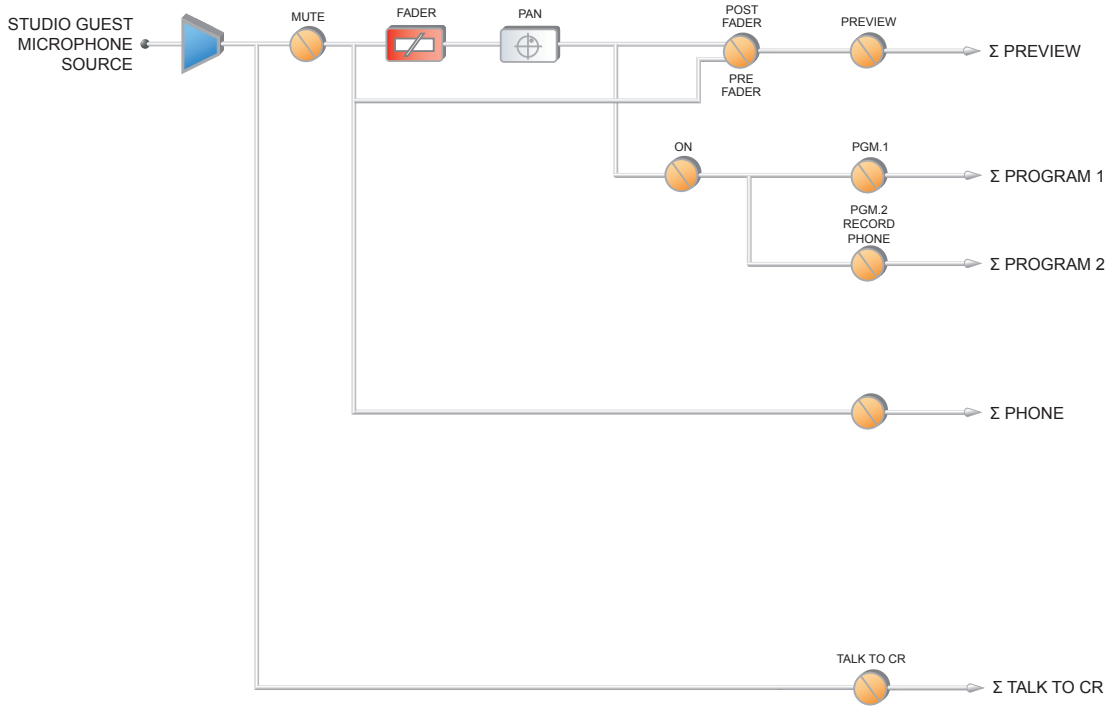 STUDIO GUEST
MICROPHONE
SOURCE
MUTE
FADER
PAN
POST
FADER
PRE
FADER
PREVIEW
Σ PREVIEW
ON
PGM.1
Σ PROGRAM 1
PGM.2
RECORD
PHONE
Σ PROGRAM 2
Σ PHONE
TALK TO CR
Σ TALK TO CR